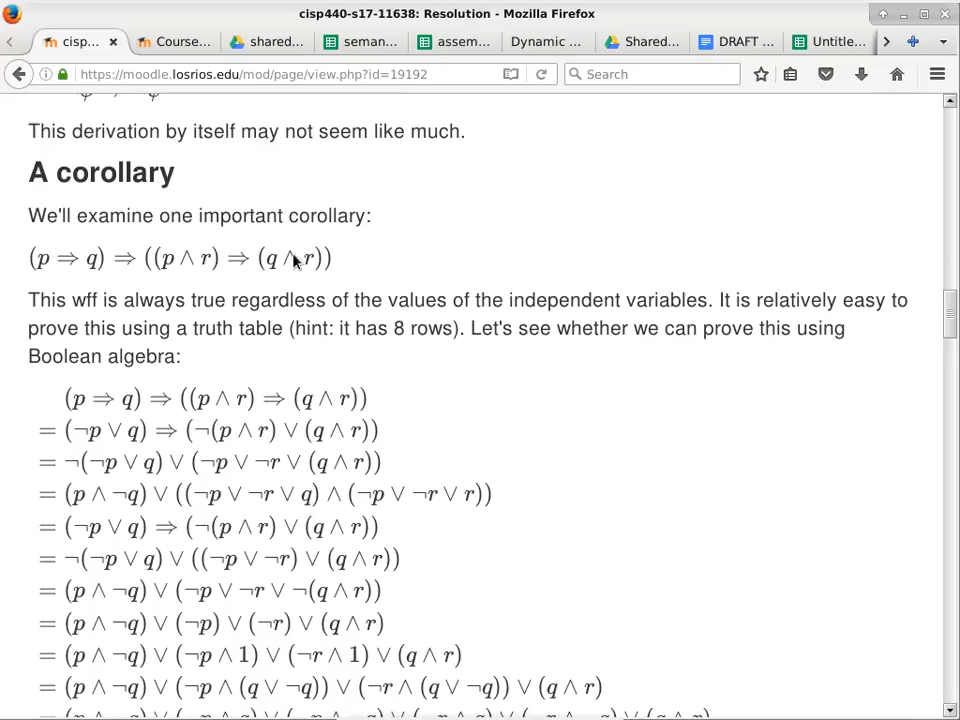 cisp440-s17-11638: Resolution - Mozilla Firefox
cisp... Course... shared... seman... assem... Dynamic ... Shared... DRAFT ... Untitle...
https://moodle.losrios.edu/mod/page/view.php?id=19192 Search
This derivation by itself may not seem like much.
A corollary
We'll examine one important corollary:
(p ⇒ q) ⇒ ((p ∧ r) ⇒ (q ∧ r))
This wff is always true regardless of the values of the independent variables. It is relatively easy to
prove this using a truth table (hint: it has 8 rows). Let's see whether we can prove this using
Boolean algebra:
(p ⇒ q) ⇒ ((p ∧ r) ⇒ (q ∧ r))
= (¬p ∨ q) ⇒ (¬(p ∧ r) ∨ (q ∧ r))
= ¬(¬p ∨ q) ∨ (¬p ∨ ¬r ∨ (q ∧ r))
= (p ∧ ¬q) ∨ ((¬p ∨ ¬r ∨ q) ∧ (¬p ∨ ¬r ∨ r))
= (¬p ∨ q) ⇒ (¬(p ∧ r) ∨ (q ∧ r))
= ¬(¬p ∨ q) ∨ ((¬p ∨ ¬r) ∨ (q ∧ r))
= (p ∧ ¬q) ∨ (¬p ∨ ¬r ∨ ¬(q ∧ r))
= (p ∧ ¬q) ∨ (¬p) ∨ (¬r) ∨ (q ∧ r)
= (p ∧ ¬q) ∨ (¬p ∧ 1) ∨ (¬r ∧ 1) ∨ (q ∧ r)
= (p ∧ ¬q) ∨ (¬p ∧ (q ∨ ¬q)) ∨ (¬r ∧ (q ∨ ¬q)) ∨ (q ∧ r)